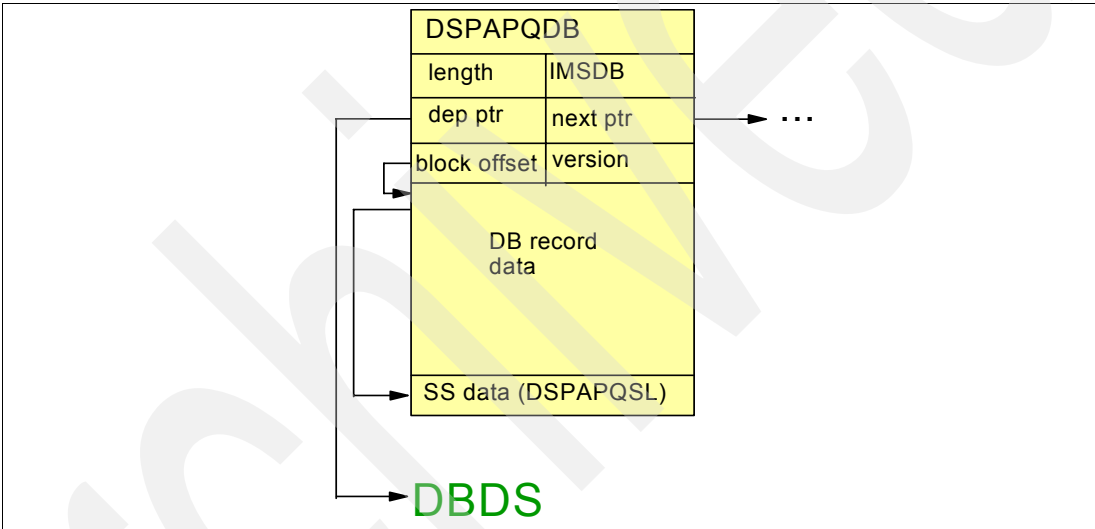 DSPAPQDB
length IMSDB
dep ptr next ptr ...
block offset version
DB record
data
SS data (DSPAPQSL)
DBDS